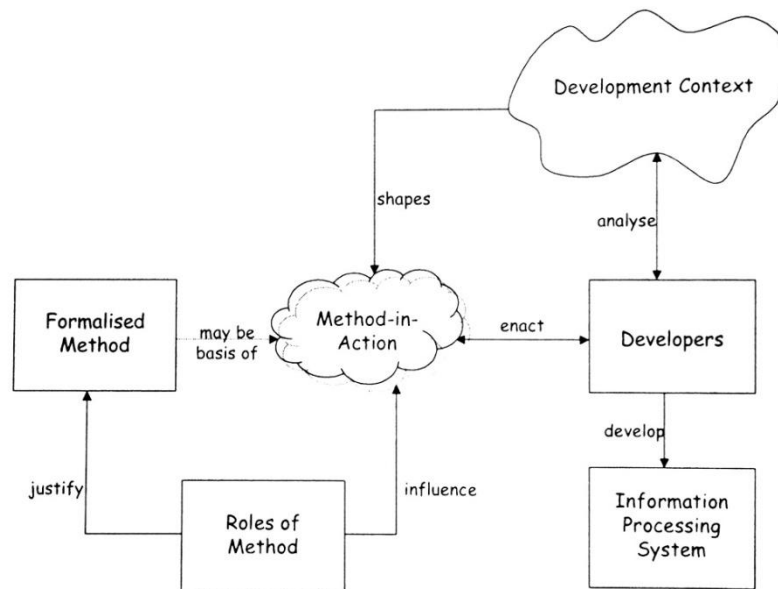 Development Context
shapes
analyse
Formalised
Method
may be
basis of
Method-in-
Action
enact
Developers
develop
justify
Roles of
Method
influence
Information
Processing
System